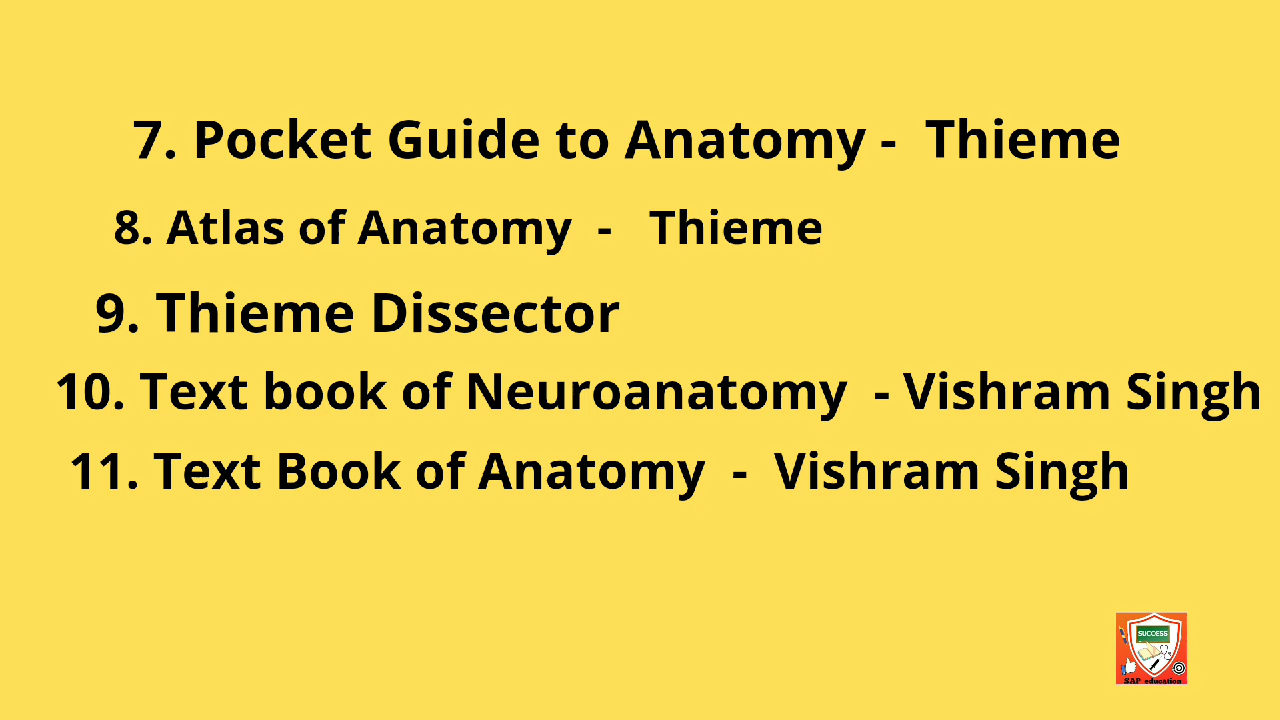 7. Pocket Guide to Anatomy - Thieme
8. Atlas of Anatomy - Thieme
9. Thieme Dissector
10. Text book of Neuroanatomy - Vishram Singh
11. Text Book of Anatomy - Vishram Singh
SUCCESS
SAP education